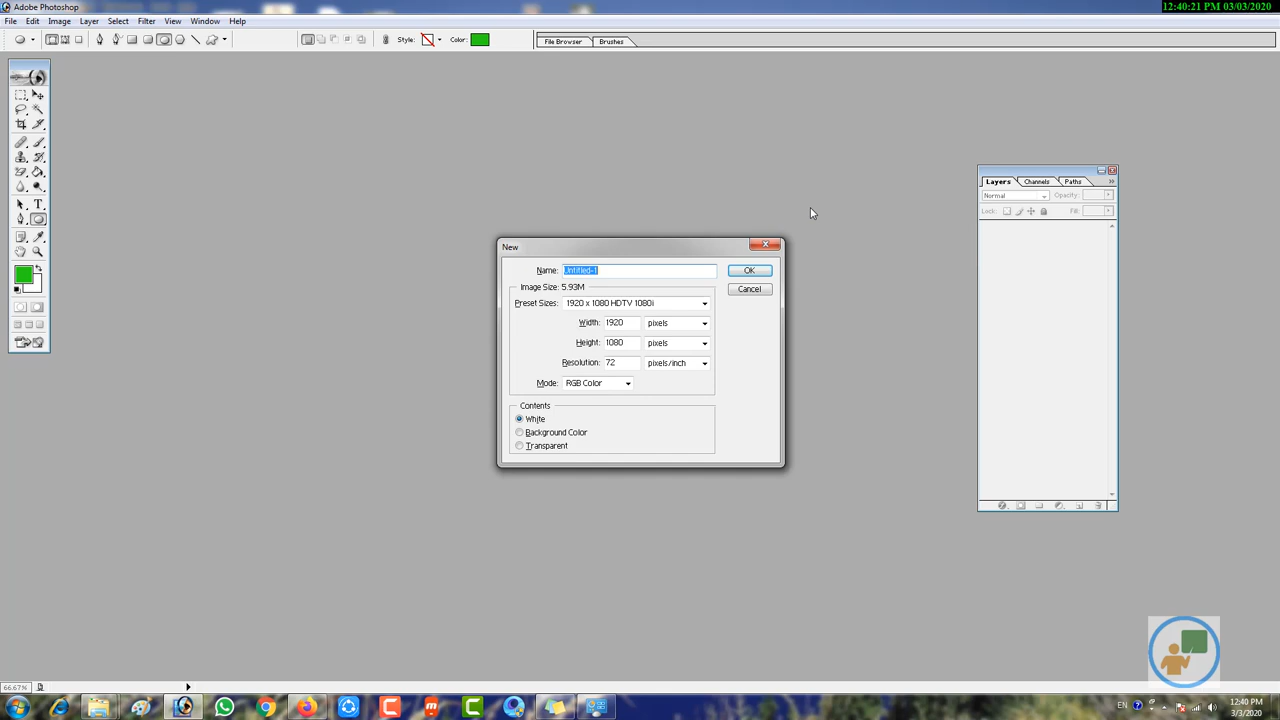 Adobe Photoshop
12:40:21 PM 03/03/2020
File Edit Image Layer Select Filter View Window Help
Style: Color: File Browser Brushes
Layers Channels Paths
Normal Opacity:
Lock: Fill:
New
Name: Untitled-1 OK
Image Size: 5.93M Cancel
Preset Sizes: 1920 x 1080 HDTV 1080i
Width: 1920 pixels
Height: 1080 pixels
Resolution: 72 pixels/inch
Mode: RGB Color
Contents
White
Background Color
Transparent
66.67%
EN 12:40 PM
3/3/2020